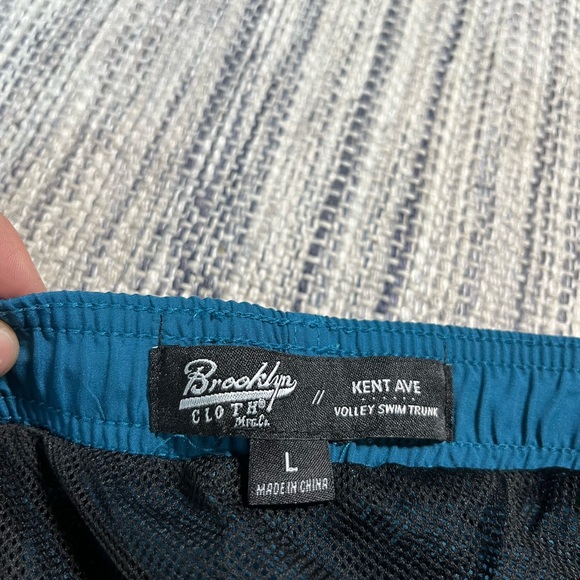 Brooklyn
CLOTH®
MFG.Co.
//
KENT AVE
VOLLEY SWIM TRUNK
L
MADE IN CHINA